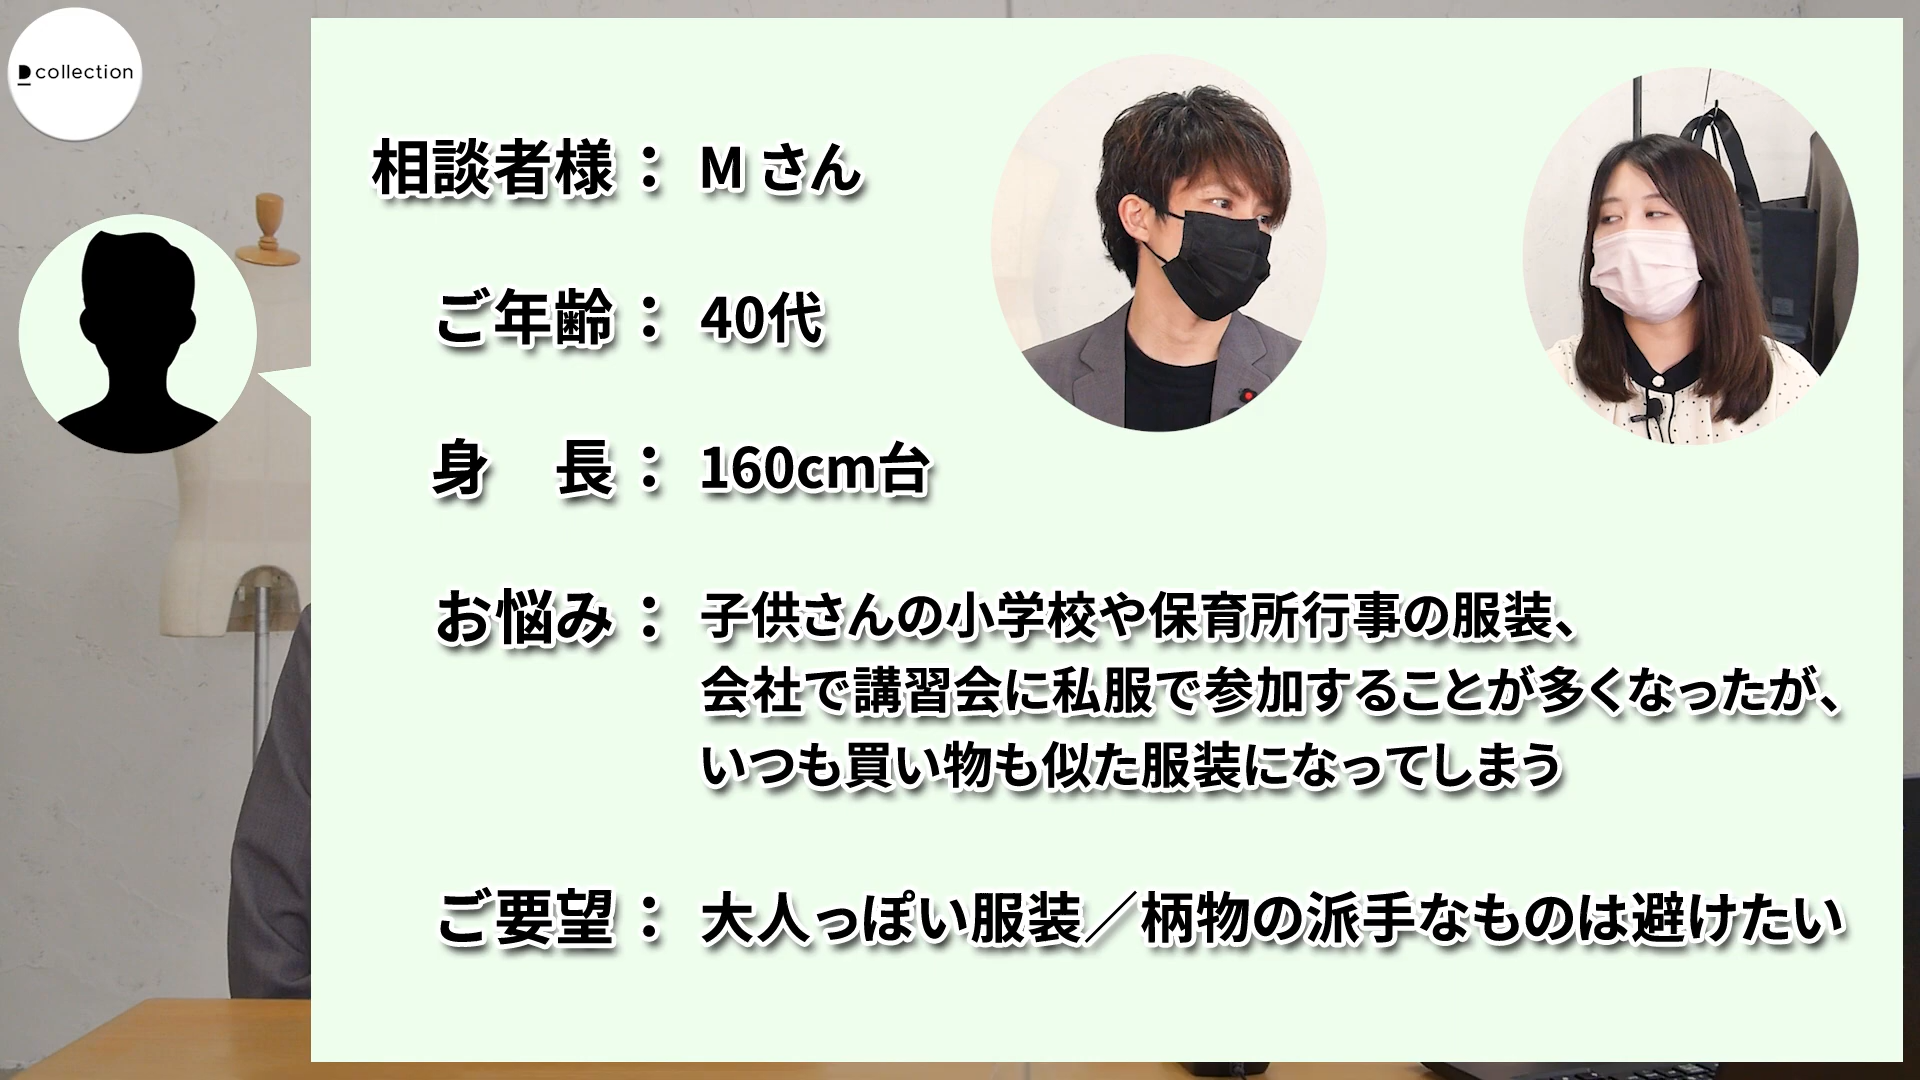 D collection
相談者様：Mさん
ご年齢：40代
身　長：160cm台
お悩み：子供さんの小学校や保育所行事の服装、
会社で講習会に私服で参加することが多くなったが、
いつも買い物も似た服装になってしまう
ご要望：大人っぽい服装／柄物の派手なものは避けたい